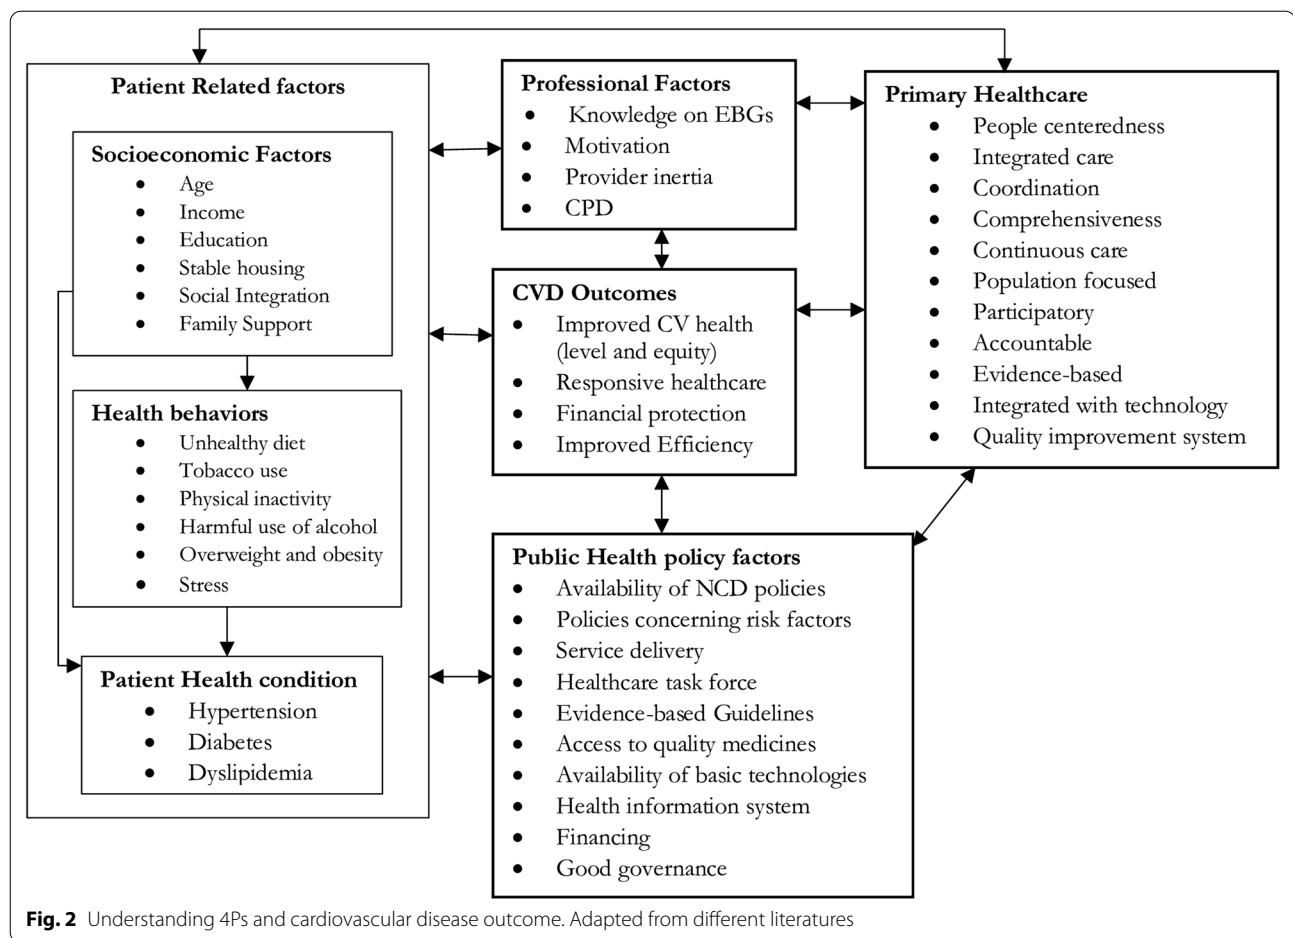 Patient Related factors
Socioeconomic Factors
● Age
● Income
● Education
● Stable housing
● Social Integration
● Family Support
Health behaviors
● Unhealthy diet
● Tobacco use
● Physical inactivity
● Harmful use of alcohol
● Overweight and obesity
● Stress
Patient Health condition
● Hypertension
● Diabetes
● Dyslipidemia
Professional Factors
● Knowledge on EBGs
● Motivation
● Provider inertia
● CPD
CVD Outcomes
● Improved CV health
(level and equity)
● Responsive healthcare
● Financial protection
● Improved Efficiency
Public Health policy factors
● Availability of NCD policies
● Policies concerning risk factors
● Service delivery
● Healthcare task force
● Evidence-based Guidelines
● Access to quality medicines
● Availability of basic technologies
● Health information system
● Financing
● Good governance
Primary Healthcare
● People centeredness
● Integrated care
● Coordination
● Comprehensiveness
● Continuous care
● Population focused
● Participatory
● Accountable
● Evidence-based
● Integrated with technology
● Quality improvement system
Fig. 2 Understanding 4Ps and cardiovascular disease outcome. Adapted from different literatures